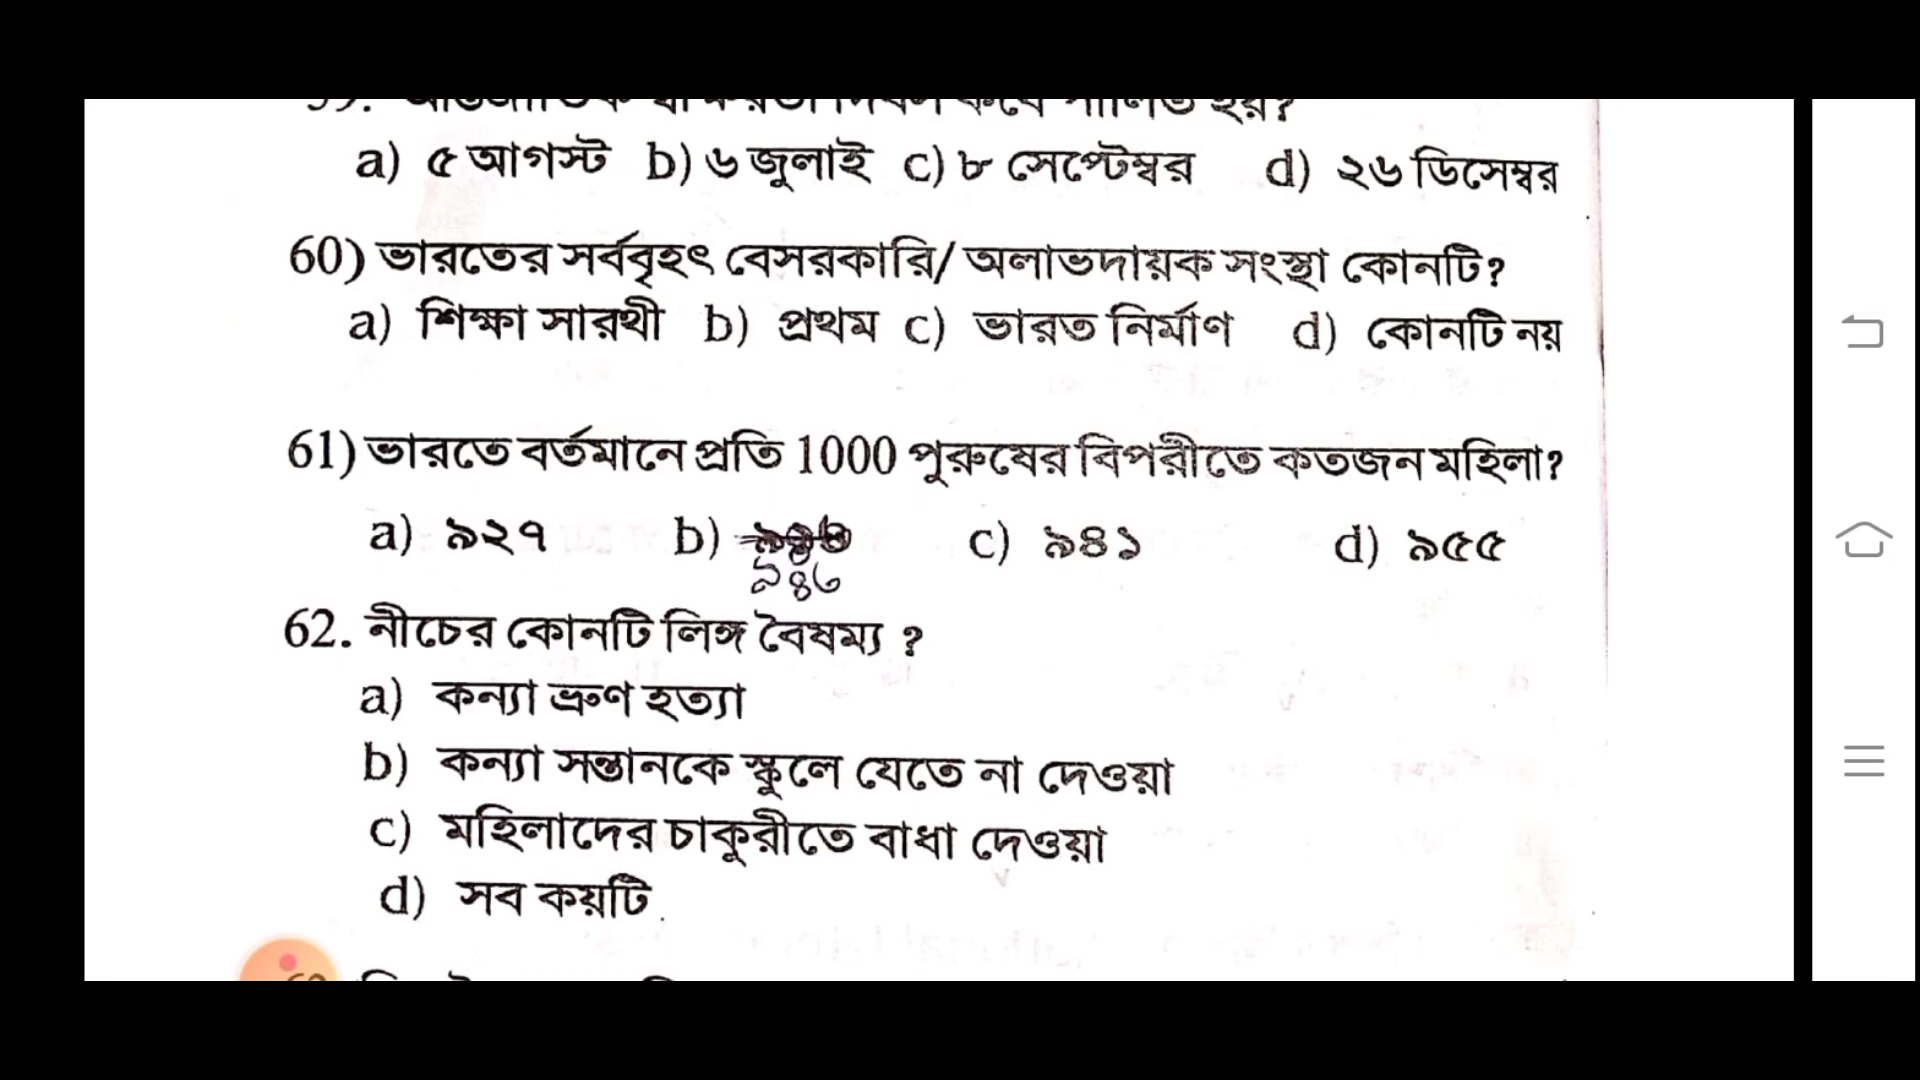 a) ৫ আগস্ট b) ৬ জুলাই c) ৮ সেপ্টেম্বর d) ২৬ ডিসেম্বর
60) ভারতের সর্ববৃহৎ বেসরকারি/ অলাভদায়ক সংস্থা কোনটি?
a) শিক্ষা সারথী b) প্রথম c) ভারত নির্মাণ d) কোনটি নয়
61) ভারতে বর্তমানে প্রতি 1000 পুরুষের বিপরীতে কতজন মহিলা?
a) ৯২৭ b) c) ৯৪১ d) ৯৫৫
62. নীচের কোনটি লিঙ্গ বৈষম্য ?
a) কন্যা ভ্রুণ হত্যা
b) কন্যা সন্তানকে স্কুলে যেতে না দেওয়া
c) মহিলাদের চাকুরীতে বাধা দেওয়া
d) সব কয়টি